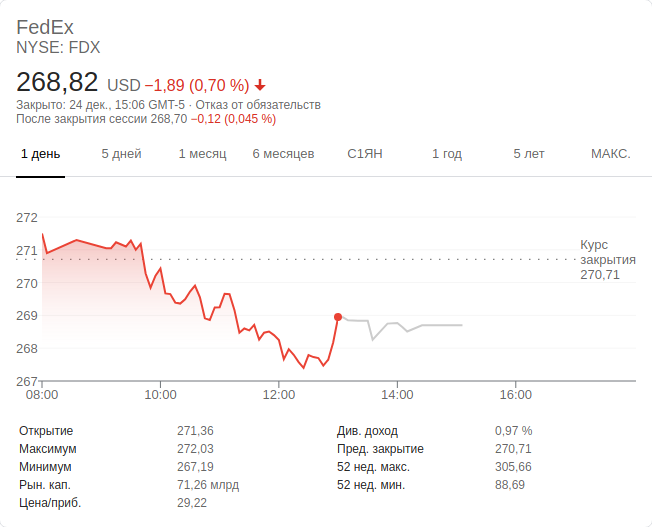 FedEx
NYSE: FDX
268,82 USD −1,89 (0,70 %)
Закрыто: 24 дек., 15:06 GMT-5 · Отказ от обязательств
После закрытия сессии 268,70 −0,12 (0,045 %)
1 день 5 дней 1 месяц 6 месяцев С1ЯН 1 год 5 лет МАКС.
272
271
270
269
268
267
Курс
закрытия
270,71
08:00 10:00 12:00 14:00 16:00
Открытие 271,36 Див. доход 0,97 %
Максимум 272,03 Пред. закрытие 270,71
Минимум 267,19 52 нед. макс. 305,66
Рын. кап. 71,26 млрд 52 нед. мин. 88,69
Цена/приб. 29,22